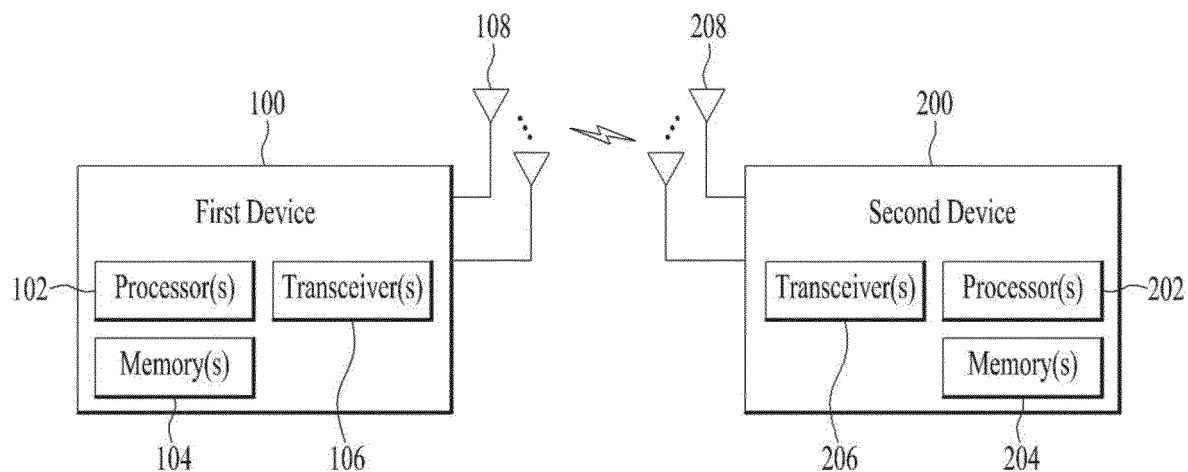 108
208
100
200
First Device
Second Device
102
Processor(s)
Transceiver(s)
Transceiver(s)
Processor(s)
202
Memory(s)
Memory(s)
104
106
206
204